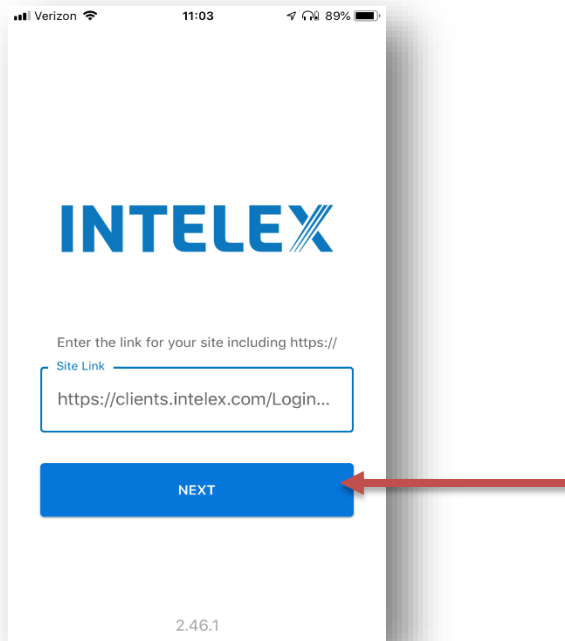 Verizon 11:03 89%
INTELEX
Enter the link for your site including https://
Site Link
https://clients.intelex.com/Login...
NEXT
2.46.1